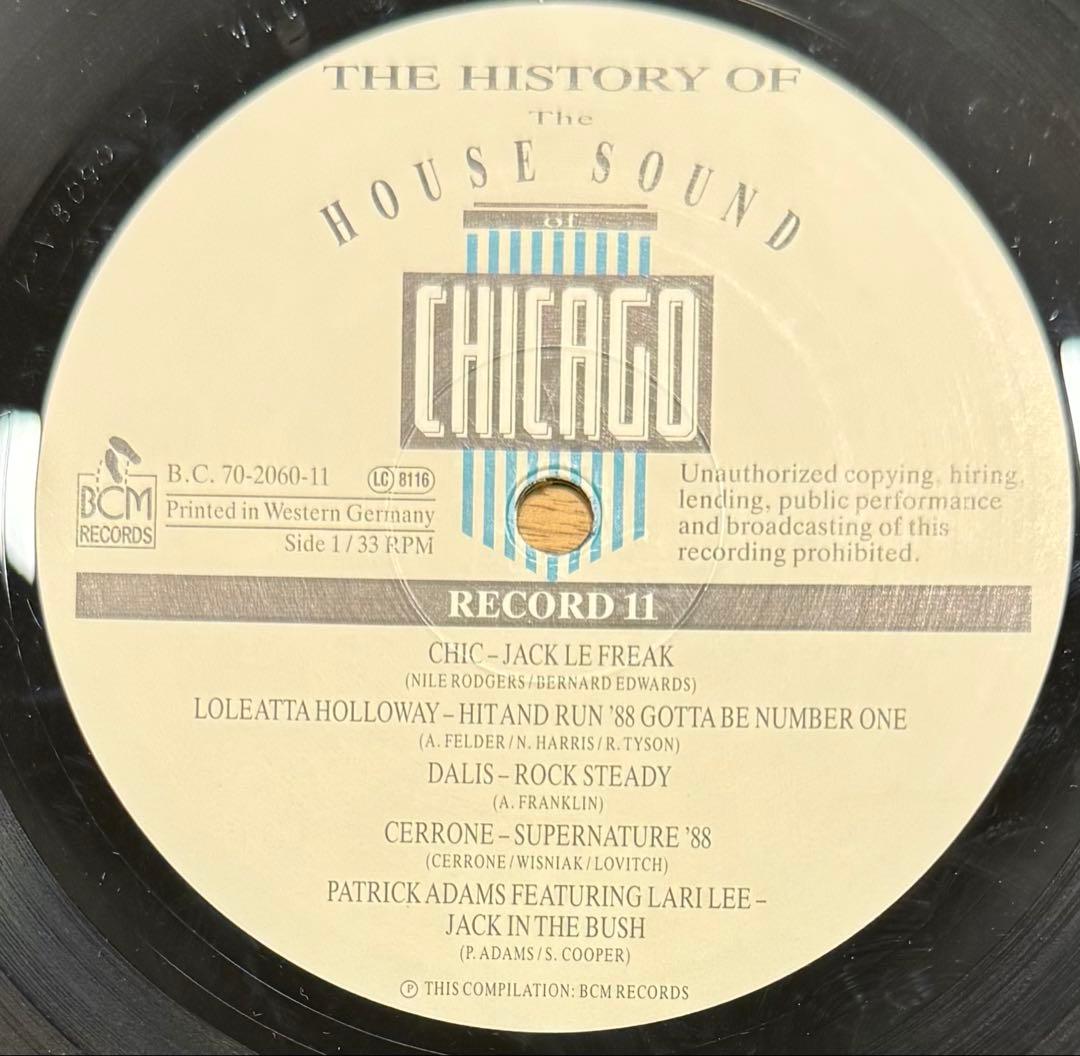 THE HISTORY OF
The
HOUSE SOUND
of
CHICAGO
BCM
RECORDS
B.C. 70-2060-11
LC 8116
Printed in Western Germany
Side 1 / 33 RPM
Unauthorized copying, hiring,
lending, public performance
and broadcasting of this
recording prohibited.
RECORD 11
CHIC – JACK LE FREAK
(NILE RODGERS / BERNARD EDWARDS)
LOLEATTA HOLLOWAY – HIT AND RUN ’88 GOTTA BE NUMBER ONE
(A. FELDER / N. HARRIS / R. TYSON)
DALIS – ROCK STEADY
(A. FRANKLIN)
CERRONE – SUPERNATURE ’88
(CERRONE / WISNIAK / LOVITCH)
PATRICK ADAMS FEATURING LARI LEE –
JACK IN THE BUSH
(P. ADAMS / S. COOPER)
Ⓟ THIS COMPILATION: BCM RECORDS